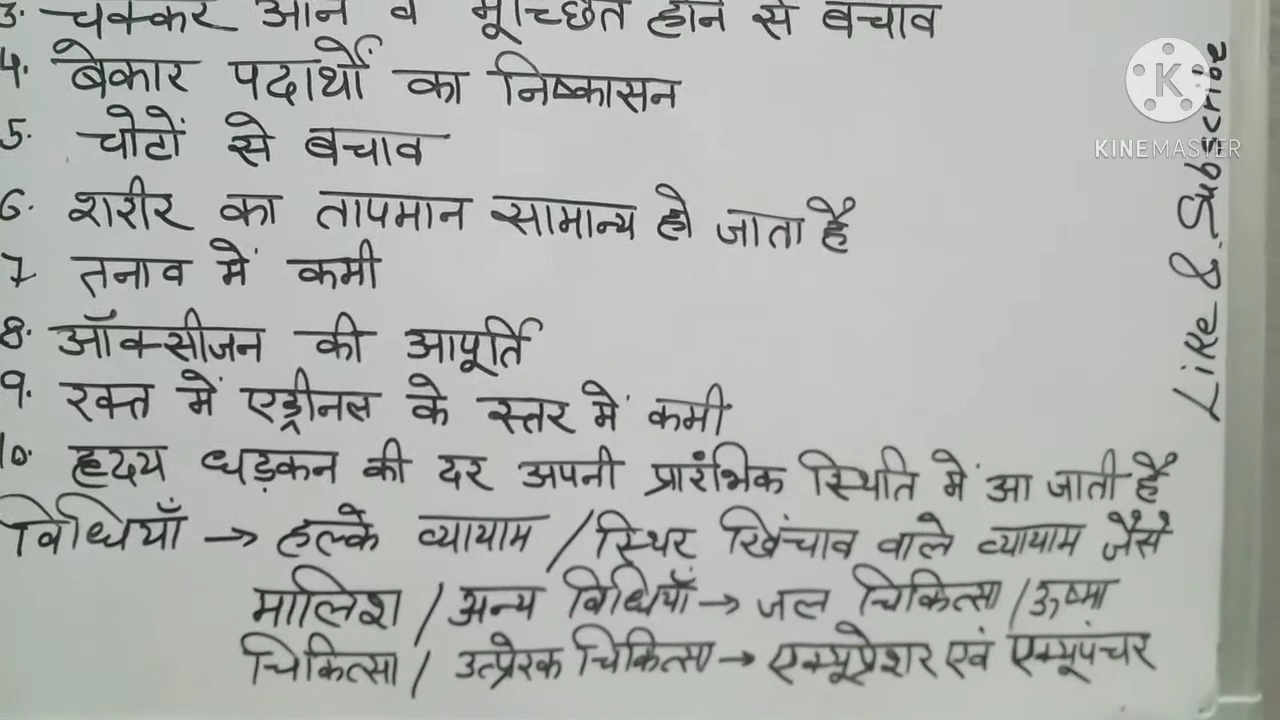 3. चक्कर आने व मूर्च्छित होने से बचाव
4. बेकार पदार्थों का निष्कासन
5. चोटों से बचाव
6. शरीर का तापमान सामान्य हो जाता है
7 तनाव में कमी
8. ऑक्सीजन की आपूर्ति
9. रक्त में एड्रीनल के स्तर में कमी
10. हृदय धड़कन की दर अपनी प्रारंभिक स्थिति में आ जाती है
विधियाँ → हल्के व्यायाम / स्थिर खिंचाव वाले व्यायाम जैसे
मालिश / अन्य विधियाँ → जल चिकित्सा / ऊष्मा
चिकित्सा / उत्प्रेरक चिकित्सा → एक्यूप्रेशर एवं एक्यूपंचर
Like & Subscribe
K
KINEMASTER